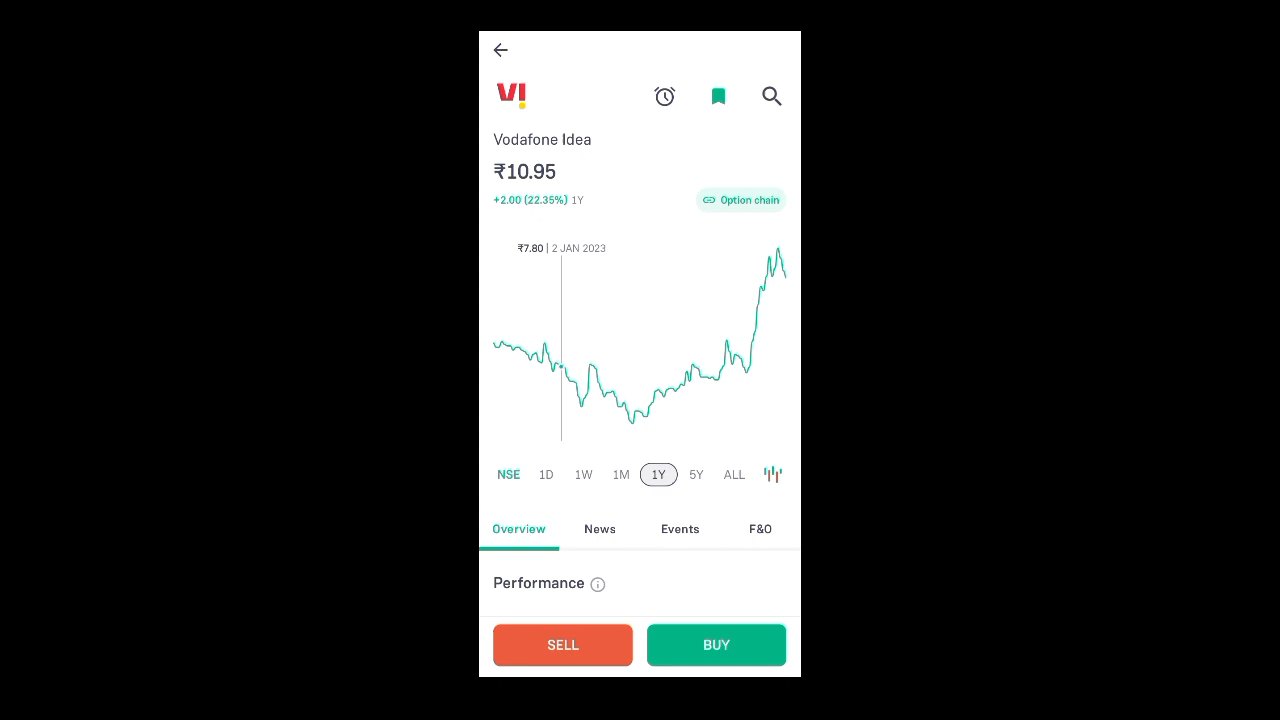 VI
Vodafone Idea
₹10.95
+2.00 (22.35%) 1Y
Option chain
₹7.80 | 2 JAN 2023
NSE 1D 1W 1M 1Y 5Y ALL
Overview News Events F&O
Performance
SELL BUY